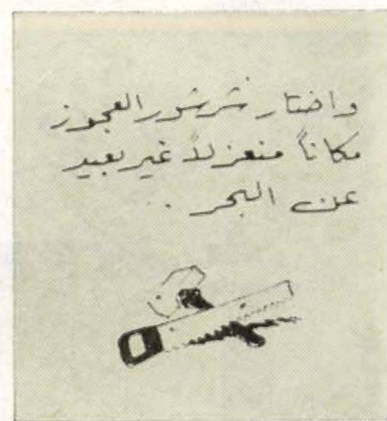 واختار شرشور العجوز
مكاناً منعزلاً غير بعيد
عن البحر ..